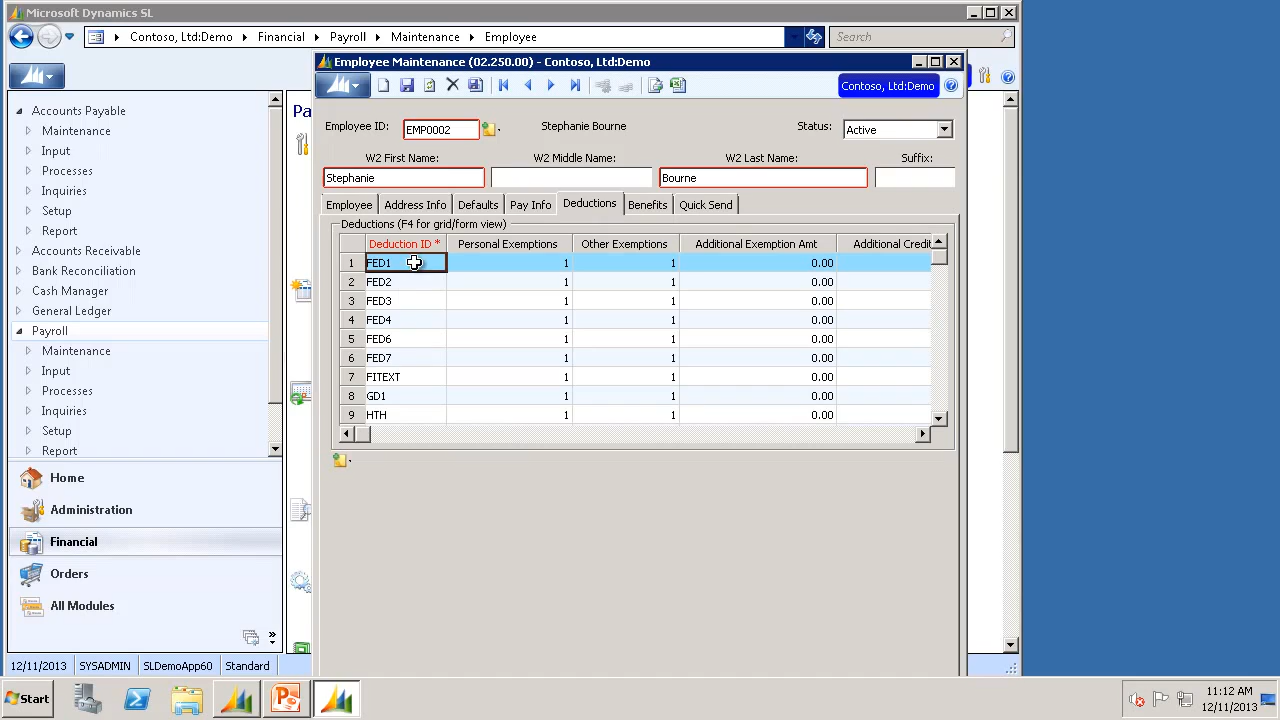 Microsoft Dynamics SL
Contoso, Ltd:Demo Financial Payroll Maintenance Employee Search
Employee Maintenance (02.250.00) - Contoso, Ltd:Demo
Contoso, Ltd:Demo
Pa
Employee ID: EMP0002 Stephanie Bourne Status: Active
W2 First Name: W2 Middle Name: W2 Last Name: Suffix:
Stephanie Bourne
Employee Address Info Defaults Pay Info Deductions Benefits Quick Send
Deductions (F4 for grid/form view)
Deduction ID * Personal Exemptions Other Exemptions Additional Exemption Amt Additional Credit
1 FED1 1 1 0.00
2 FED2 1 1 0.00
3 FED3 1 1 0.00
4 FED4 1 1 0.00
5 FED6 1 1 0.00
6 FED7 1 1 0.00
7 FITEXT 1 1 0.00
8 GD1 1 1 0.00
9 HTH 1 1 0.00
Accounts Payable
Maintenance
Input
Processes
Inquiries
Setup
Report
Accounts Receivable
Bank Reconciliation
Cash Manager
General Ledger
Payroll
Maintenance
Input
Processes
Inquiries
Setup
Report
Home
Administration
Financial
Orders
All Modules
12/11/2013 SYSADMIN SLDemoApp60 Standard
Start
11:12 AM
12/11/2013